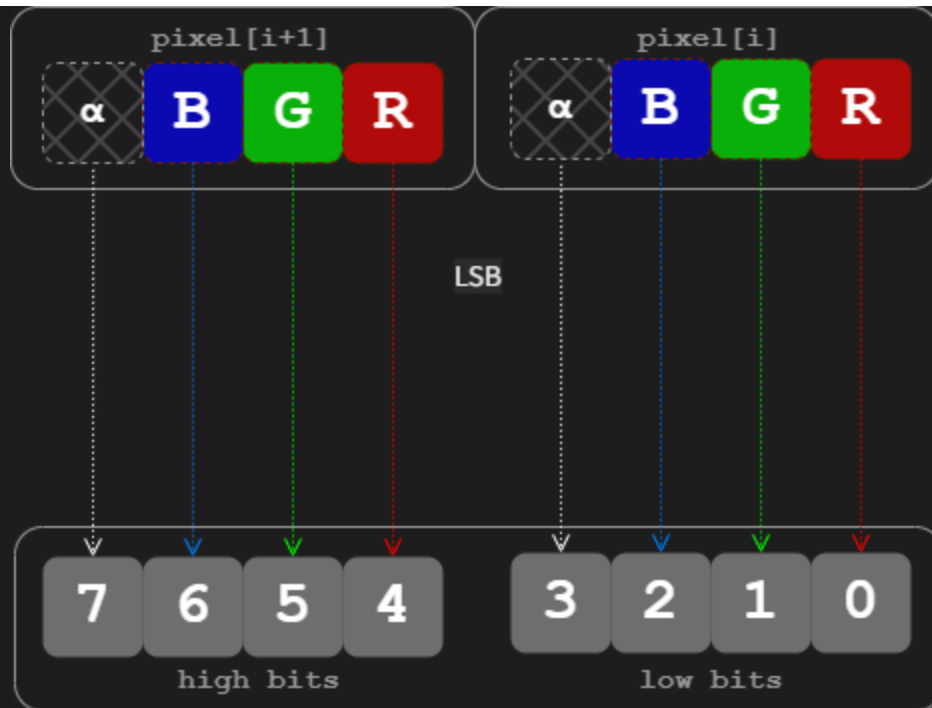 pixel[i+1] pixel[i]
α B G R α B G R
LSB
7 6 5 4 3 2 1 0
high bits low bits